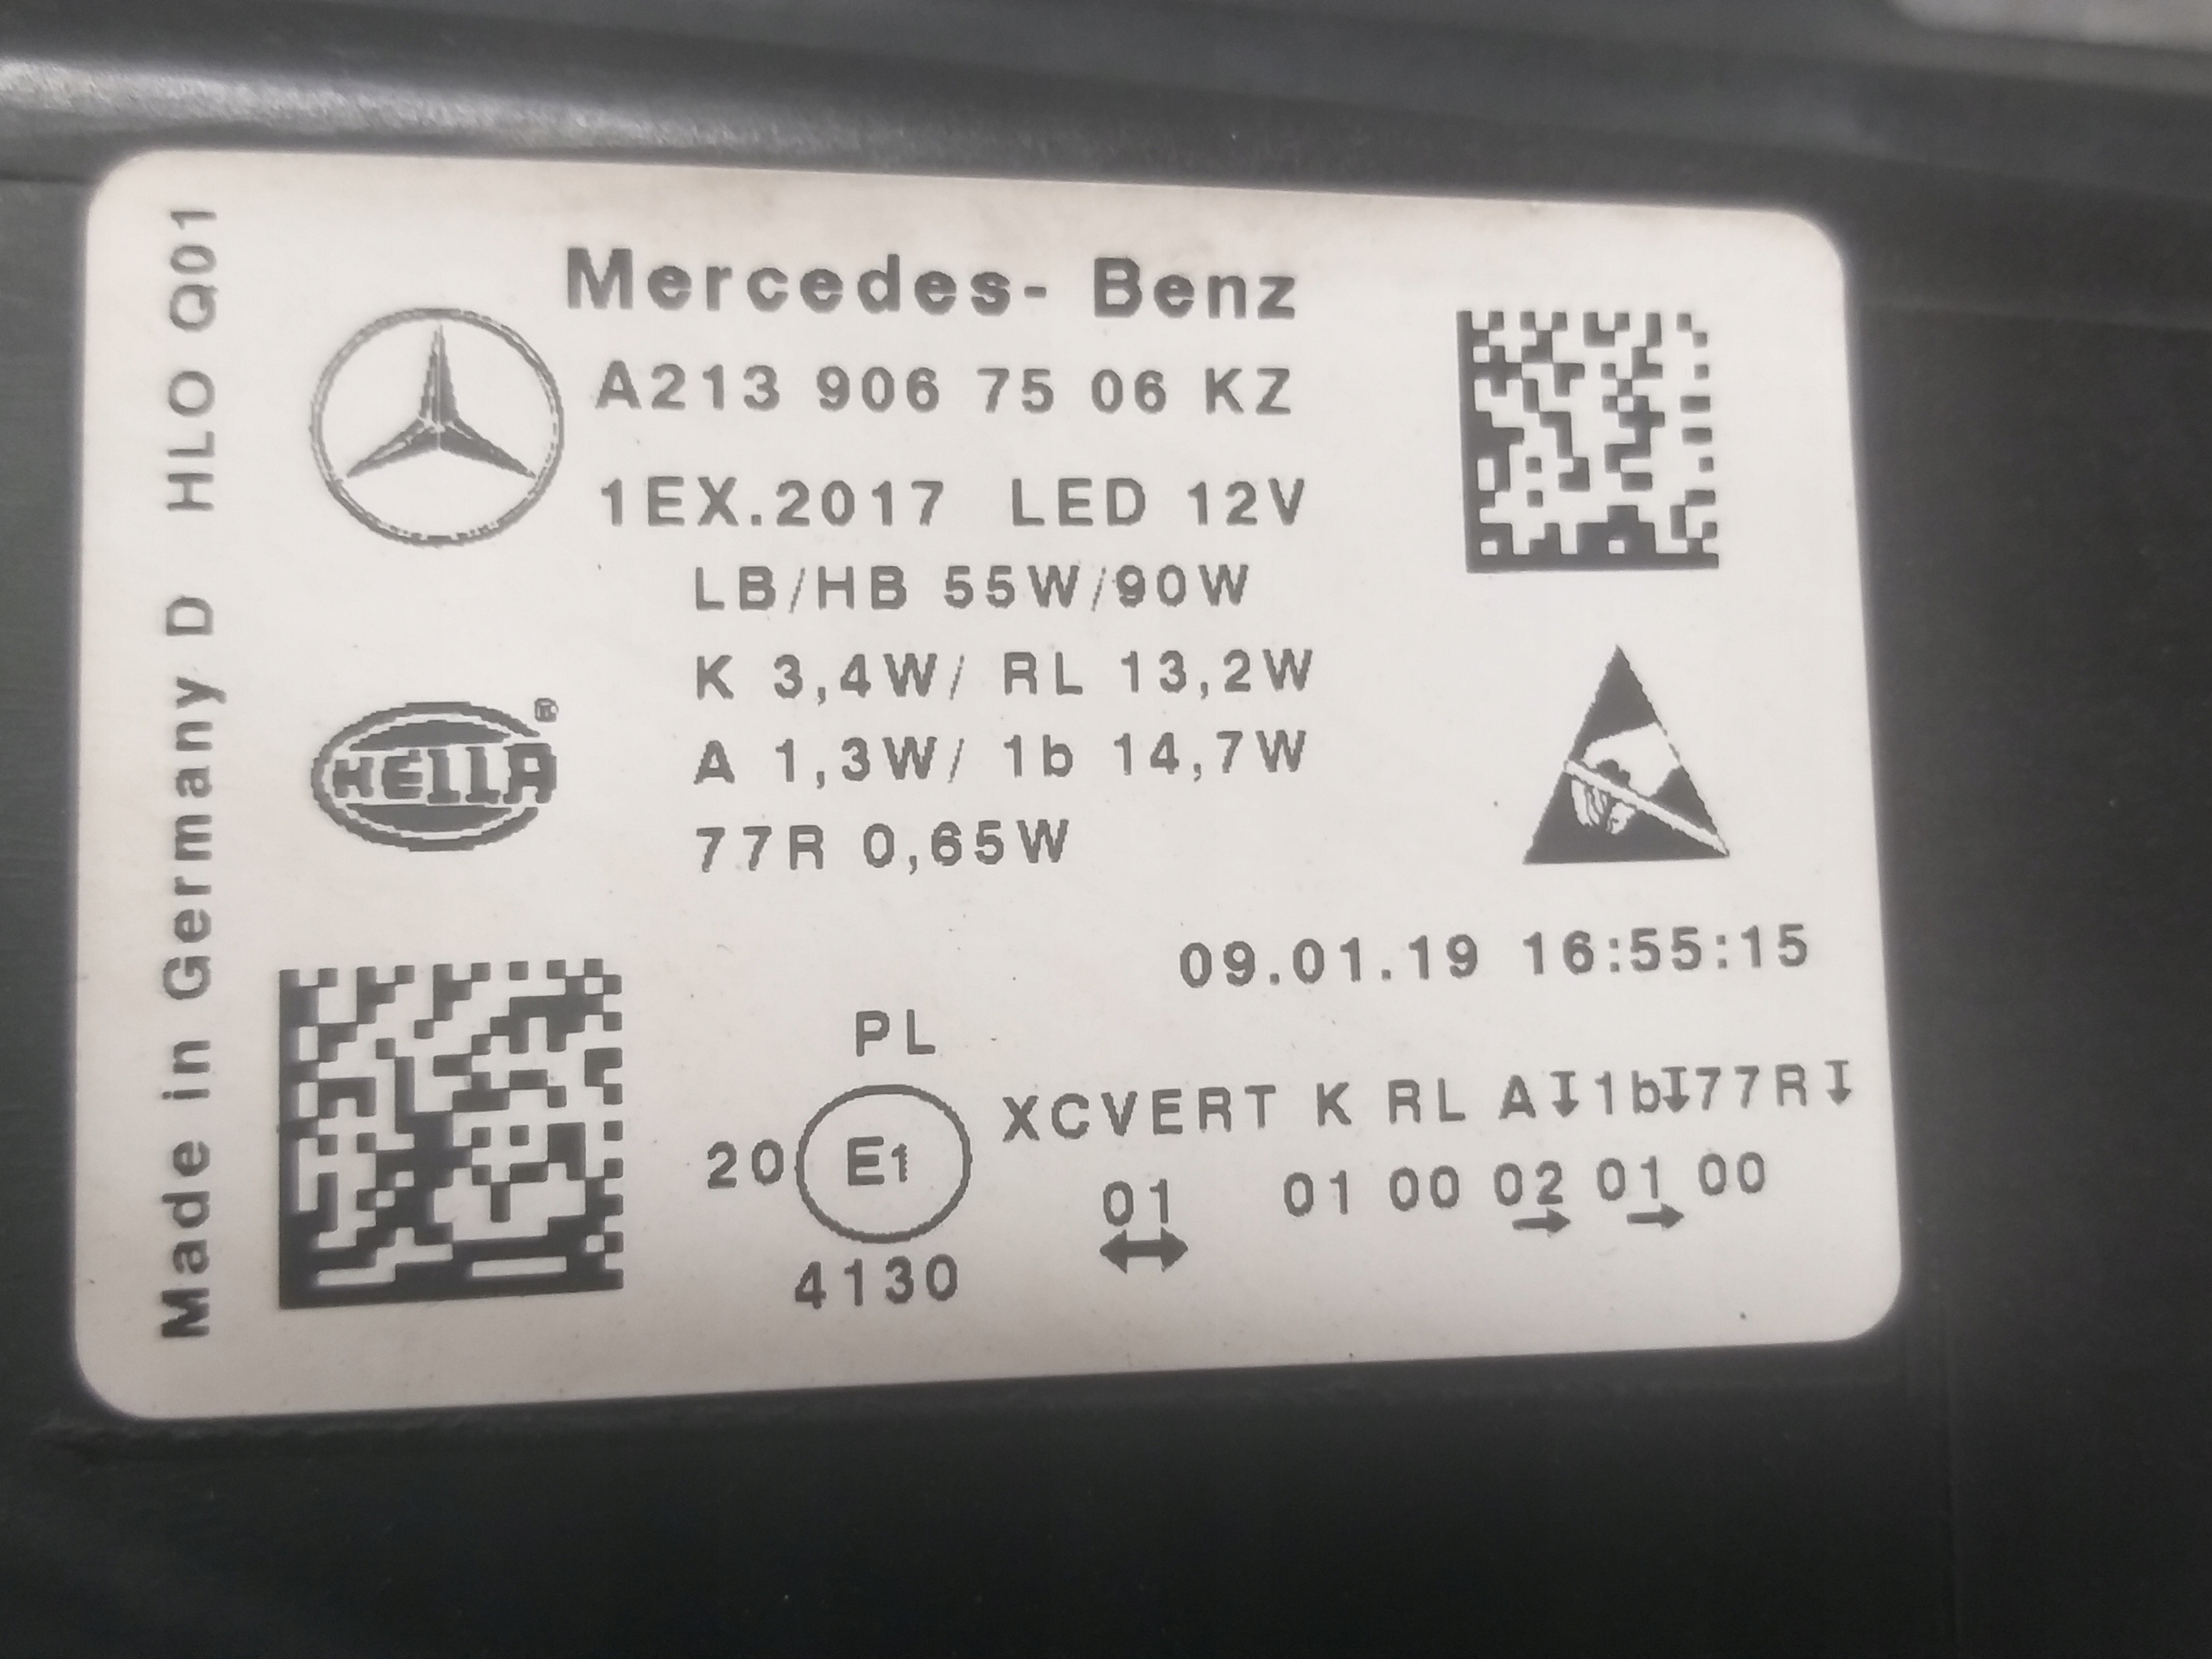 Made in Germany D HLO Q01
Mercedes- Benz
A213 906 75 06 KZ
1EX.2017 LED 12V
LB/HB 55W/90W
K 3,4W/ RL 13,2W
A 1,3W/ 1b 14,7W
77R 0,65W
HELLA ®
09.01.19 16:55:15
PL
XCVERT K RL A↧1b↧77R↧
20 E1
01 01 00 02 01 00
↔ → →
4130